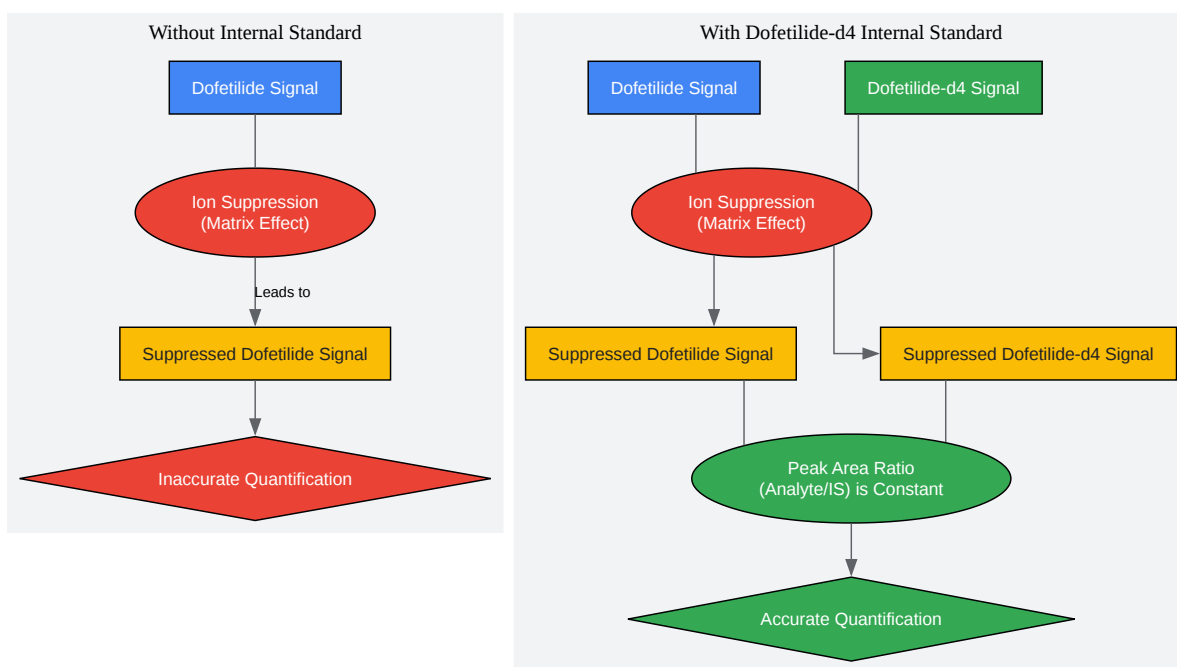 Without Internal Standard
Dofetilide Signal
Ion Suppression
(Matrix Effect)
Leads to
Suppressed Dofetilide Signal
Inaccurate Quantification
With Dofetilide-d4 Internal Standard
Dofetilide Signal
Dofetilide-d4 Signal
Ion Suppression
(Matrix Effect)
Suppressed Dofetilide Signal
Suppressed Dofetilide-d4 Signal
Peak Area Ratio
(Analyte/IS) is Constant
Accurate Quantification